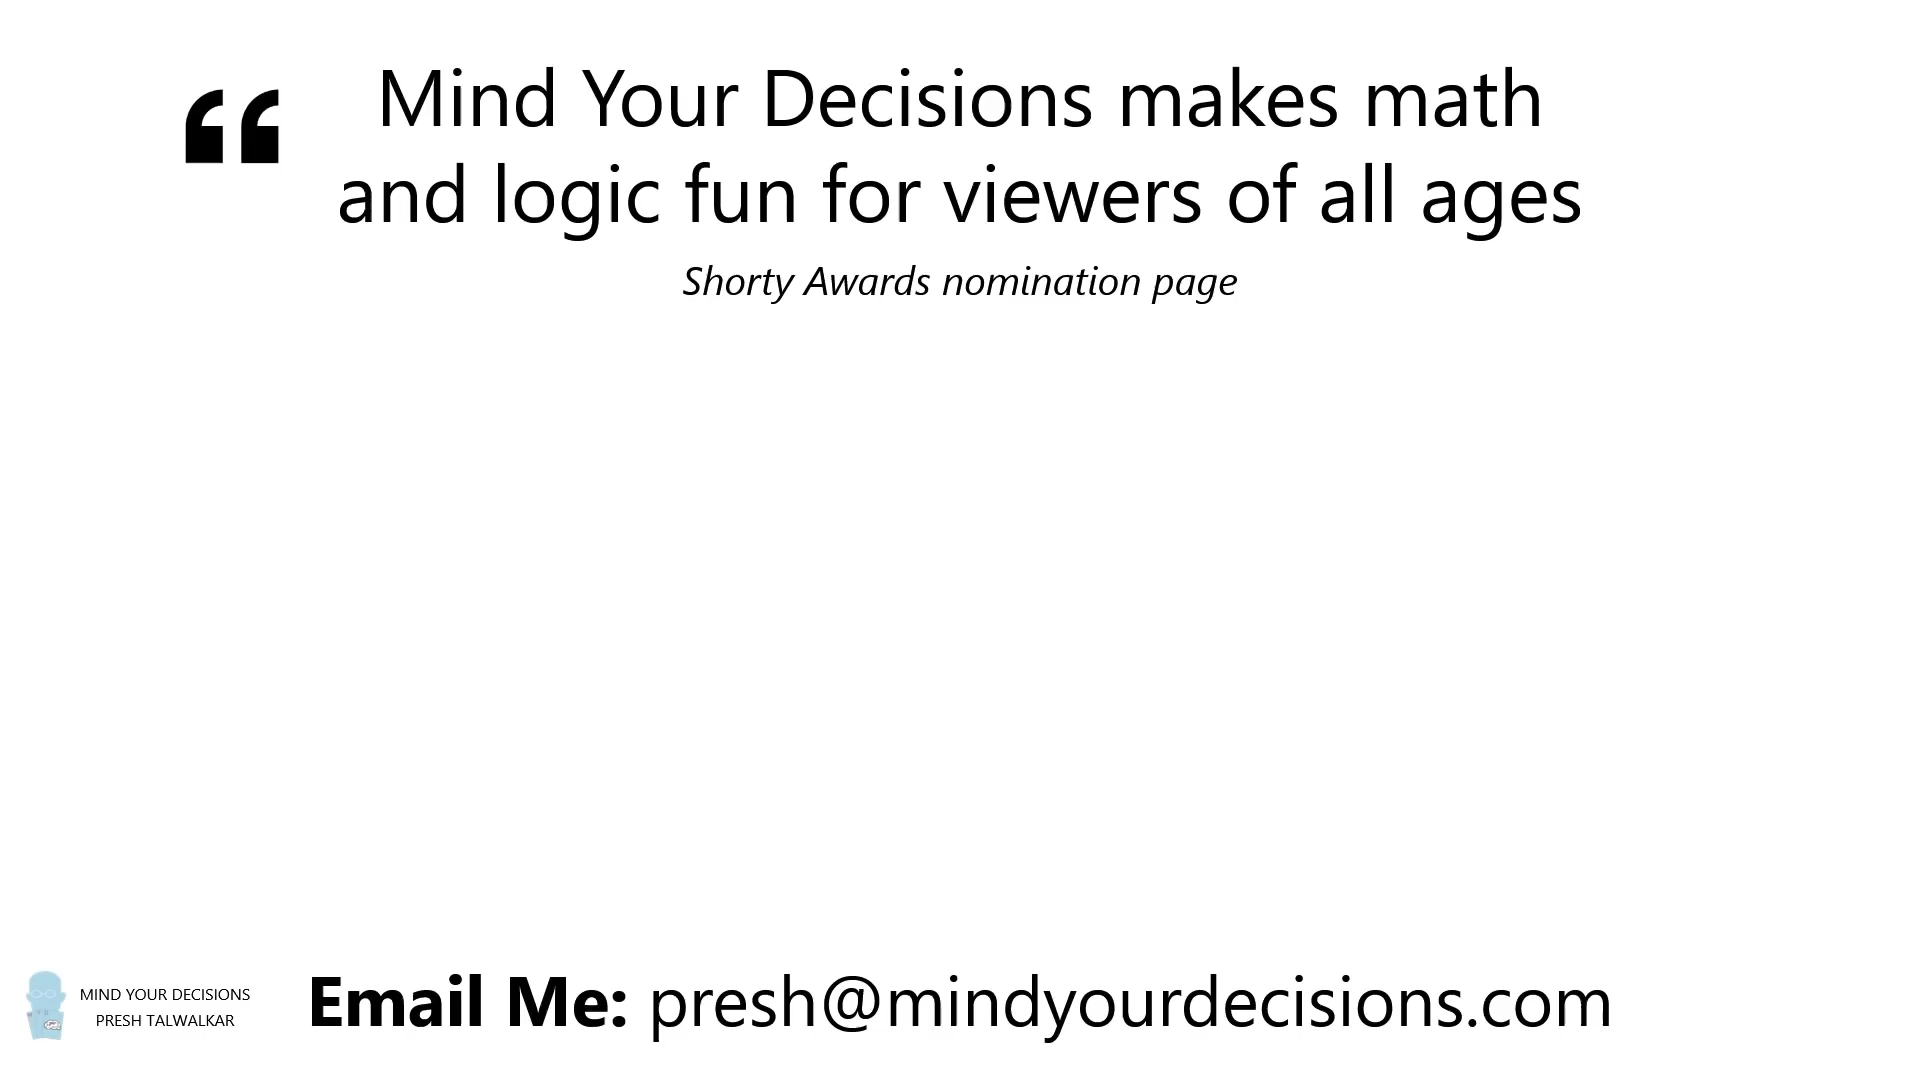 “ Mind Your Decisions makes math
and logic fun for viewers of all ages
Shorty Awards nomination page
MIND YOUR DECISIONS
PRESH TALWALKAR
Email Me: presh@mindyourdecisions.com